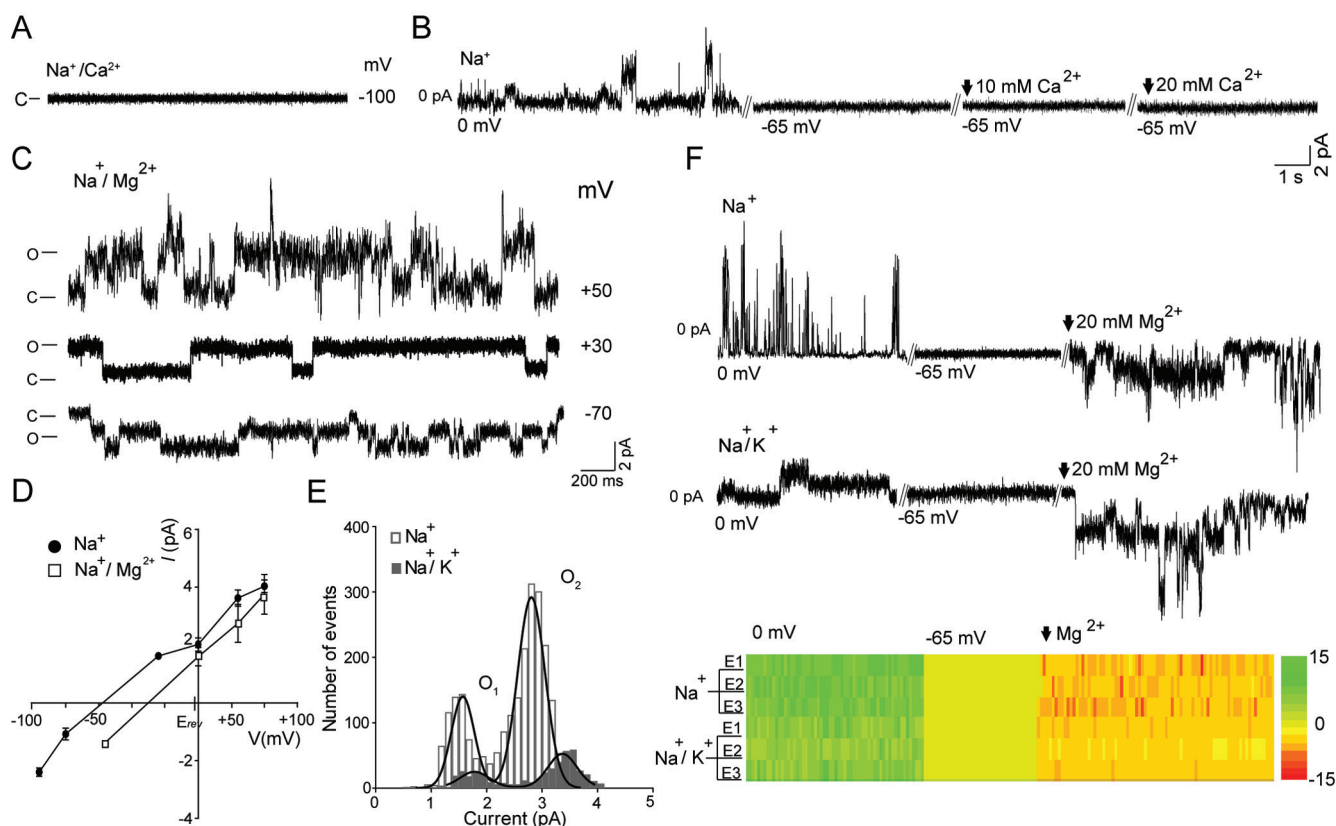 A
Na⁺/Ca²⁺
mV
C
-100
B
Na⁺
0 pA
0 mV
-65 mV
10 mM Ca²⁺
-65 mV
20 mM Ca²⁺
-65 mV
2 pA
1 s
C
Na⁺/Mg²⁺
mV
O
C
+50
O
C
+30
C
O
-70
2 pA
200 ms
D
Na⁺
Na⁺/Mg²⁺
I (pA)
6
4
2
-2
-4
-100
-50
Erev
+50
+100
V(mV)
E
Number of events
400
300
200
100
0
Na⁺
Na⁺/K⁺
O₁
O₂
0
1
2
3
4
5
Current (pA)
F
Na⁺
0 pA
0 mV
-65 mV
20 mM Mg²⁺
Na⁺/K⁺
0 pA
0 mV
-65 mV
20 mM Mg²⁺
0 mV
-65 mV
Mg²⁺
Na⁺
E1
E2
E3
Na⁺/K⁺
E1
E2
E3
15
0
-15